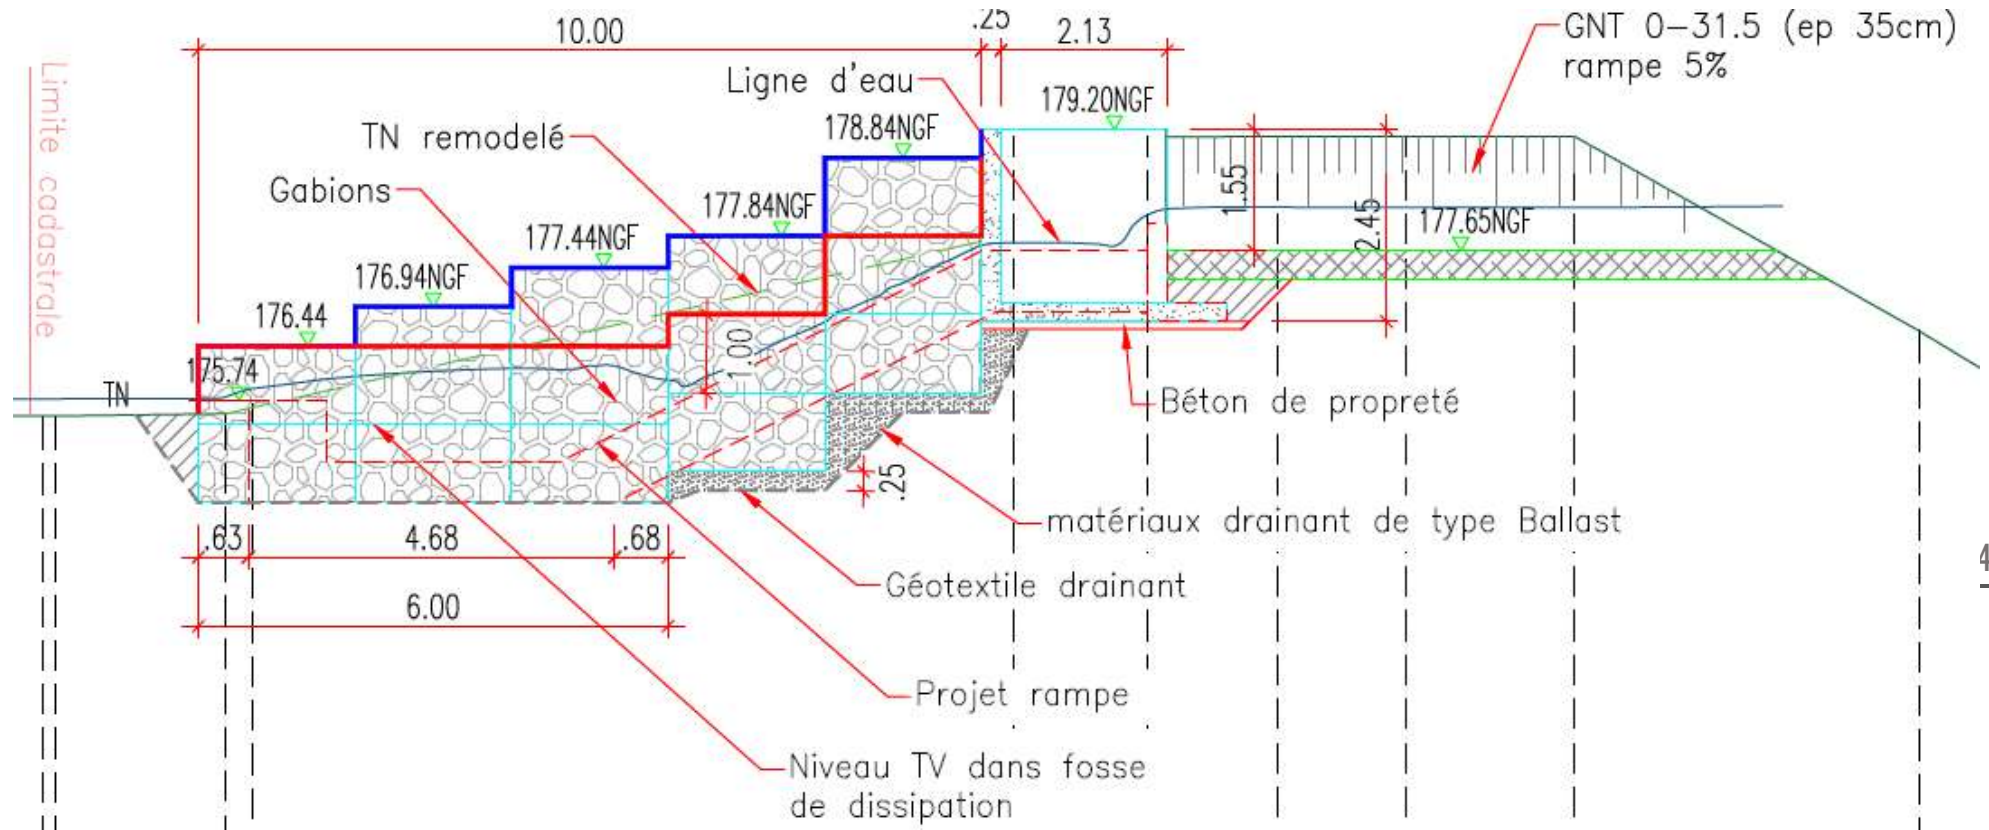 10.00
.25
2.13
GNT 0-31.5 (ep 35cm)
rampe 5%
Ligne d'eau
179.20NGF
Limite cadastrale
TN remodelé
178.84NGF
Gabions
177.84NGF
1.55
2.45
177.65NGF
177.44NGF
176.94NGF
176.44
175.74
TN
1.00
Béton de propreté
.25
.63
4.68
.68
matériaux drainant de type Ballast
4
Géotextile drainant
6.00
Projet rampe
Niveau TV dans fosse
de dissipation